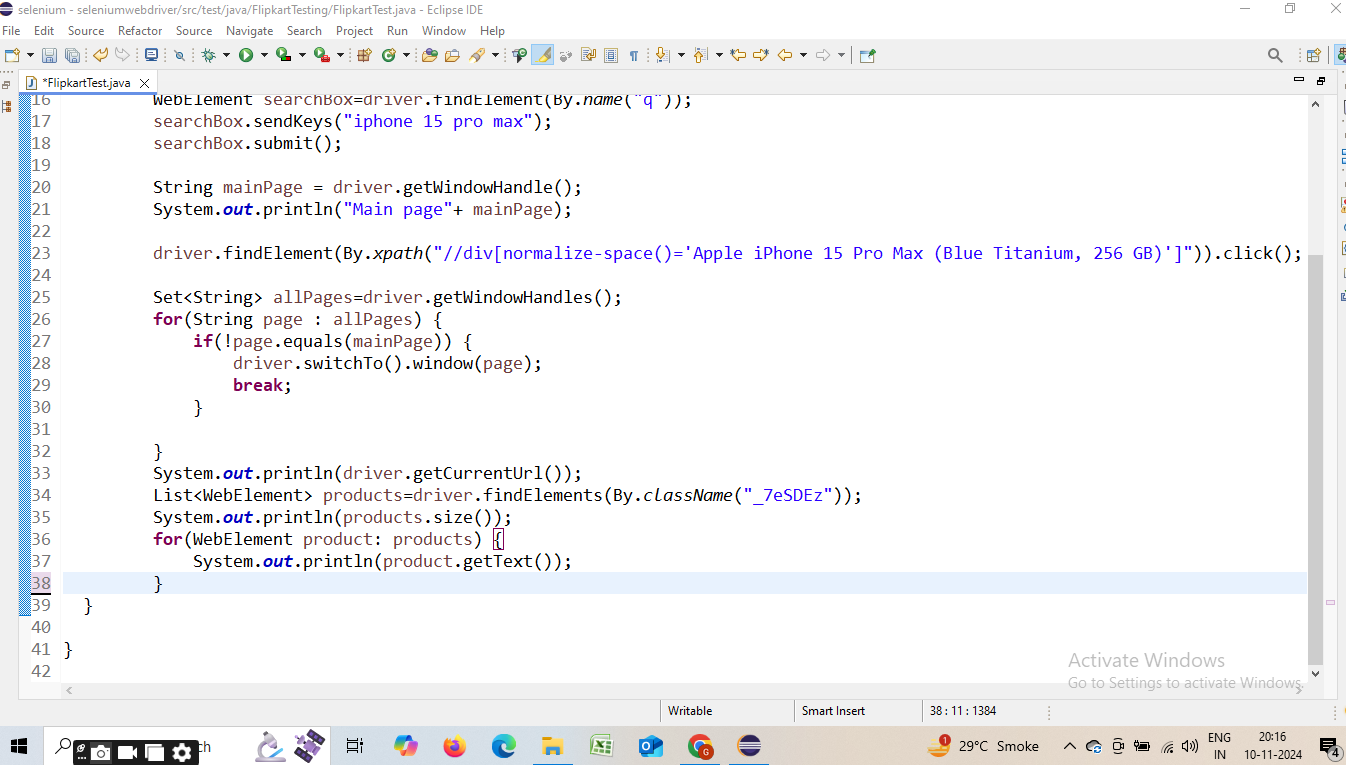 selenium - seleniumwebdriver/src/test/java/FlipkartTesting/FlipkartTest.java - Eclipse IDE
File Edit Source Refactor Source Navigate Search Project Run Window Help
*FlipkartTest.java
16 WebElement searchBox=driver.findElement(By.name("q"));
17 searchBox.sendKeys("iphone 15 pro max");
18 searchBox.submit();
19
20 String mainPage = driver.getWindowHandle();
21 System.out.println("Main page"+ mainPage);
22
23 driver.findElement(By.xpath("//div[normalize-space()='Apple iPhone 15 Pro Max (Blue Titanium, 256 GB)']")).click();
24
25 Set<String> allPages=driver.getWindowHandles();
26 for(String page : allPages) {
27 if(!page.equals(mainPage)) {
28 driver.switchTo().window(page);
29 break;
30 }
31
32 }
33 System.out.println(driver.getCurrentUrl());
34 List<WebElement> products=driver.findElements(By.className("_7eSDEz"));
35 System.out.println(products.size());
36 for(WebElement product: products) {
37 System.out.println(product.getText());
38 }
39 }
40
41 }
42
Activate Windows
Go to Settings to activate Windows.
Writable Smart Insert 38 : 11 : 1384
ch
1 29°C Smoke
ENG
IN
20:16
10-11-2024
4